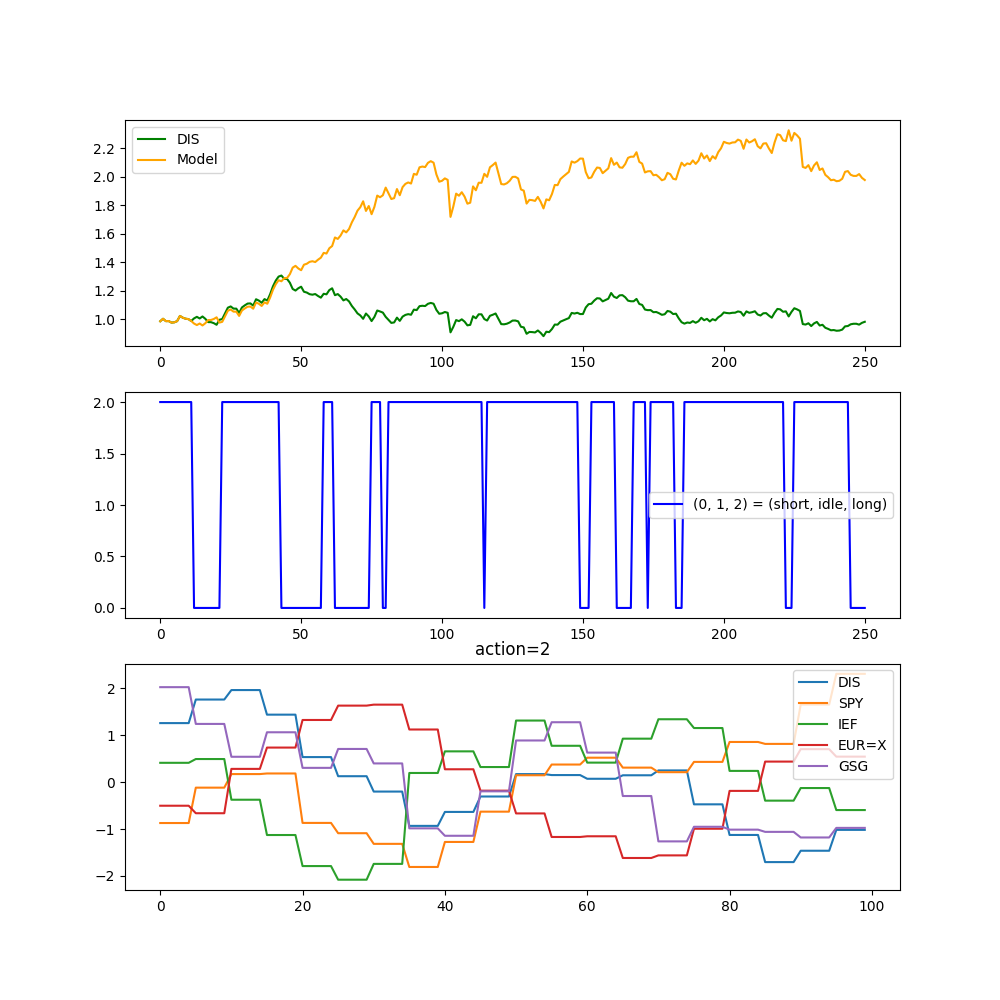 DIS
Model
2.2
2.0
1.8
1.6
1.4
1.2
1.0
0 50 100 150 200 250
2.0
1.5
1.0
0.5
0.0
(0, 1, 2) = (short, idle, long)
0 50 100 150 200 250
action=2
2
1
0
−1
−2
DIS
SPY
IEF
EUR=X
GSG
0 20 40 60 80 100